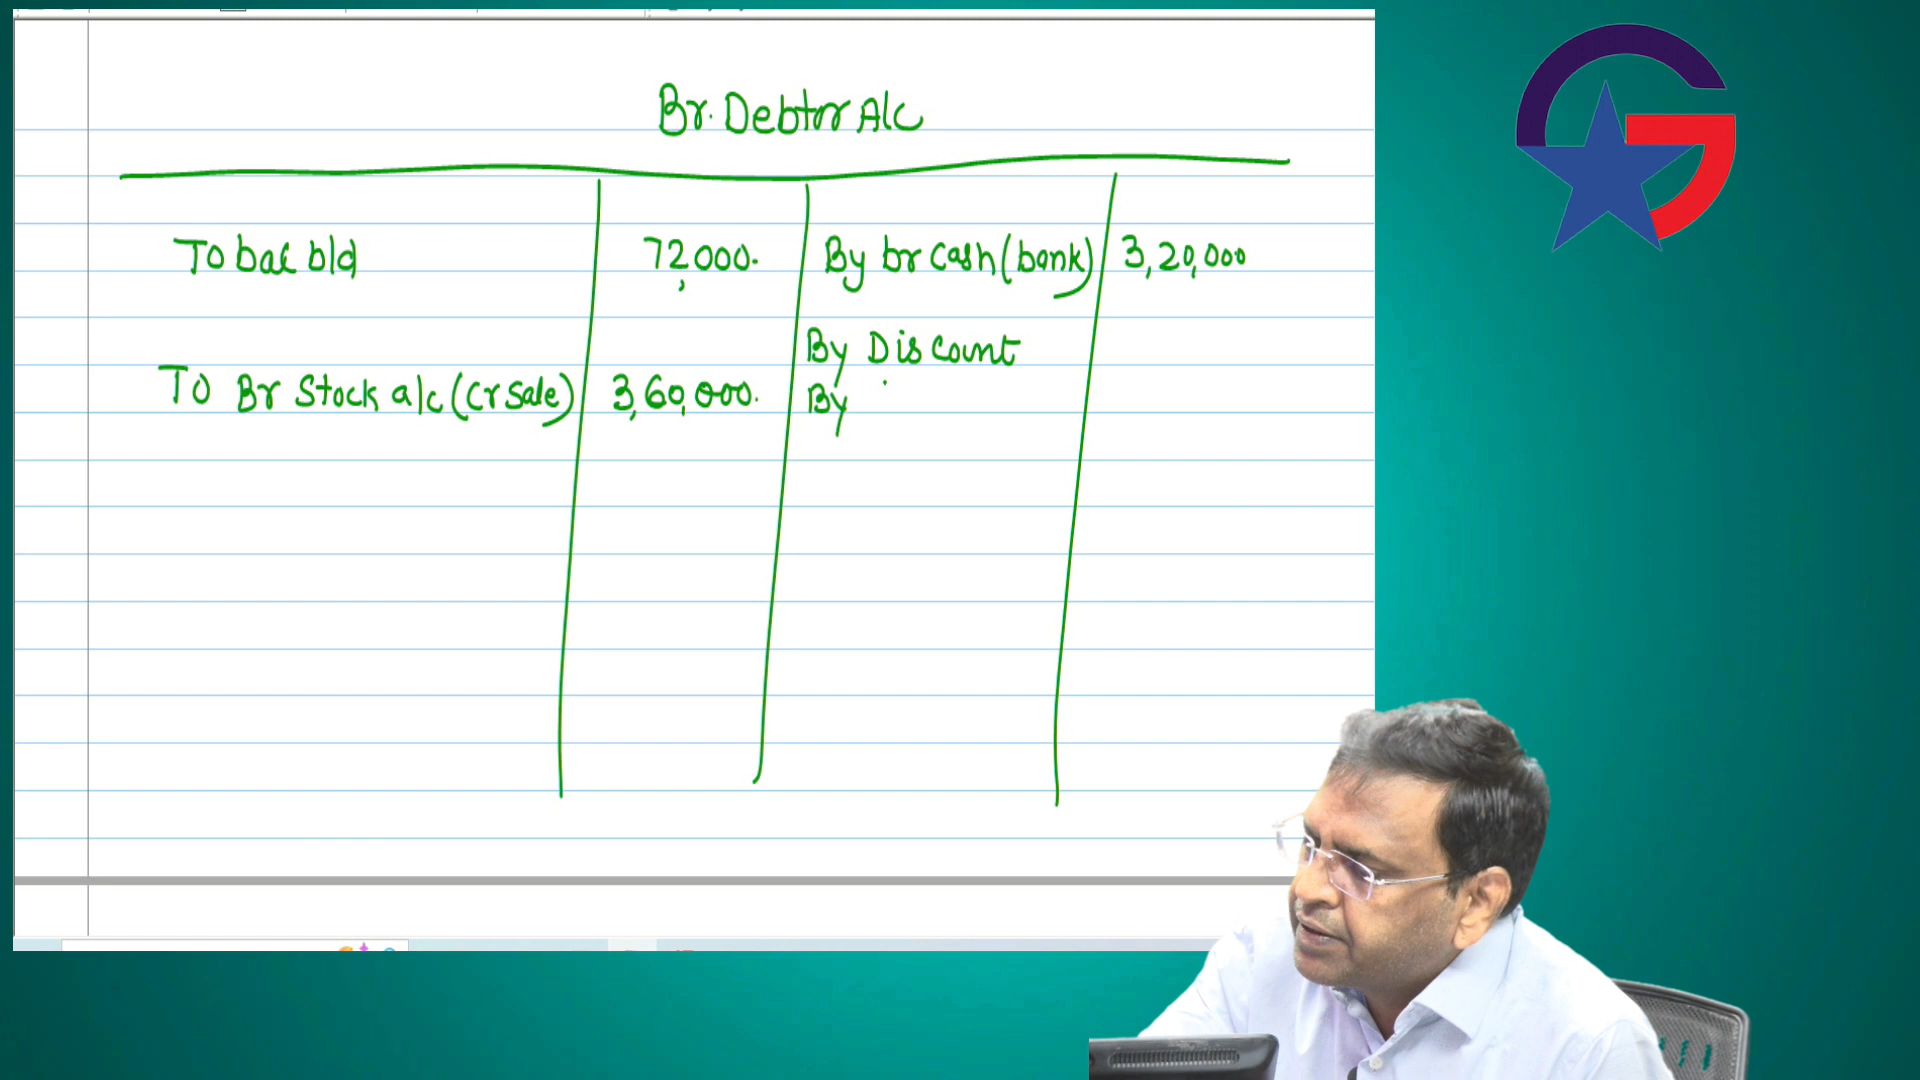 Br. Debtor A/c
To bal b/d 72,000. By br Cash (bank) 3,20,000
By Discount
To Br Stock a/c (Cr Sale) 3,60,000. By